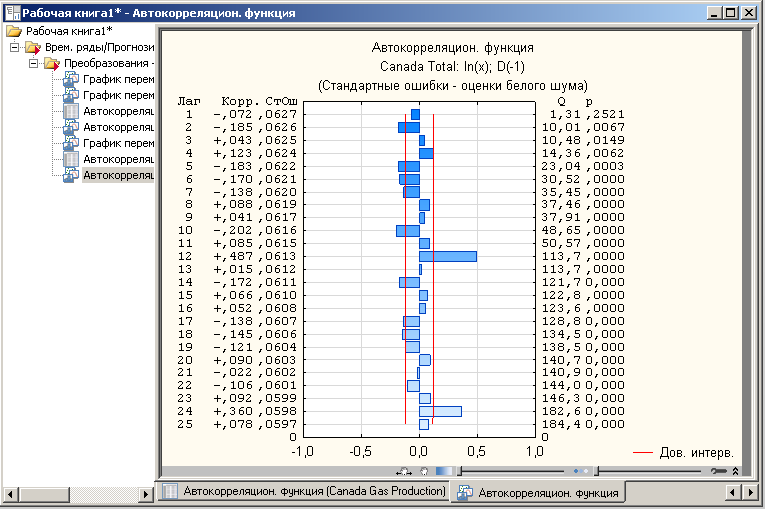 Рабочая книга1* - Автокорреляцион. функция
Рабочая книга1*
Врем. ряды/Прогнози
Преобразования -
График перем
График перем
Автокорреляц
Автокорреляц
График перем
Автокорреляц
Автокорреляц
Автокорреляцион. функция
Canada Total: ln(x); D(-1)
(Стандартные ошибки - оценки белого шума)
Лаг Корр. СтОш Q p
1 -,072 ,0627 1,31 ,2521
2 -,185 ,0626 10,01 ,0067
3 +,043 ,0625 10,48 ,0149
4 +,123 ,0624 14,36 ,0062
5 -,183 ,0622 23,04 ,0003
6 -,170 ,0621 30,52 ,0000
7 -,138 ,0620 35,45 ,0000
8 +,088 ,0619 37,46 ,0000
9 +,041 ,0617 37,91 ,0000
10 -,202 ,0616 48,65 ,0000
11 +,085 ,0615 50,57 ,0000
12 +,487 ,0613 113,7 ,0000
13 +,015 ,0612 113,7 ,0000
14 -,172 ,0611 121,7 0,000
15 +,066 ,0610 122,8 0,000
16 +,052 ,0608 123,6 0,000
17 -,138 ,0607 128,8 0,000
18 -,145 ,0606 134,5 0,000
19 -,121 ,0604 138,5 0,000
20 +,090 ,0603 140,7 0,000
21 -,022 ,0602 140,9 0,000
22 -,106 ,0601 144,0 0,000
23 +,092 ,0599 146,3 0,000
24 +,360 ,0598 182,6 0,000
25 +,078 ,0597 184,4 0,000
0 0
-1,0 -0,5 0,0 0,5 1,0
Дов. интерв.
Автокорреляцион. функция (Canada Gas Production) Автокорреляцион. функция